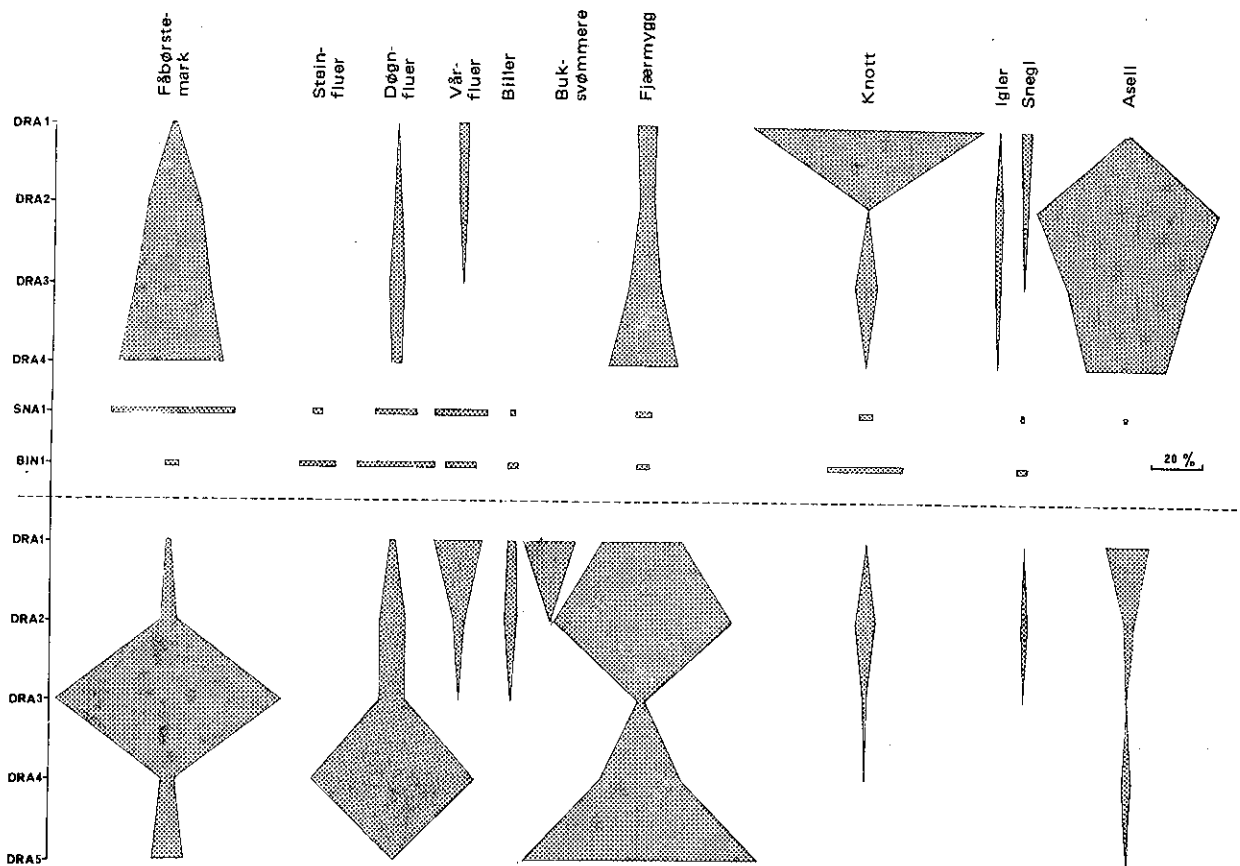 Fåbørste-
mark
Stein-
fluer
Døgn-
fluer
Vår-
fluer
Biller
Buk-
svømmere
Fjærmygg
Knott
Igler
Snegl
Asell
DRA1
DRA2
DRA3
DRA4
SNA1
BIN1
20 %
DRA1
DRA2
DRA3
DRA4
DRA5